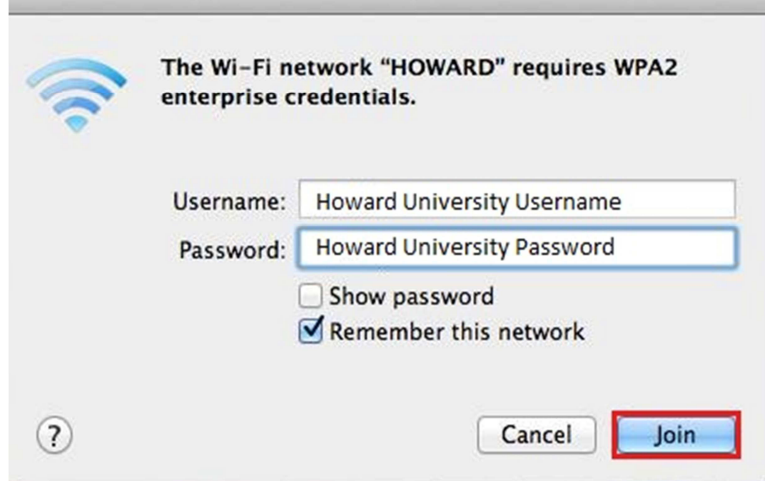 The Wi-Fi network “HOWARD” requires WPA2
enterprise credentials.
Username: Howard University Username
Password: Howard University Password
Show password
Remember this network
? Cancel Join